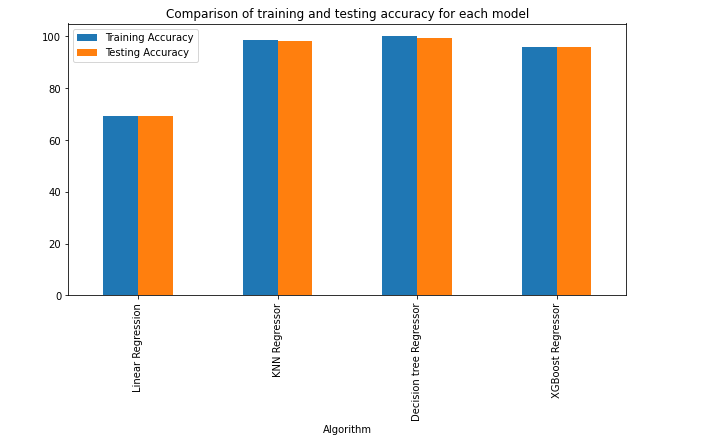 Comparison of training and testing accuracy for each model
Training Accuracy
Testing Accuracy
100
80
60
40
20
0
Linear Regression
KNN Regressor
Decision tree Regressor
XGBoost Regressor
Algorithm